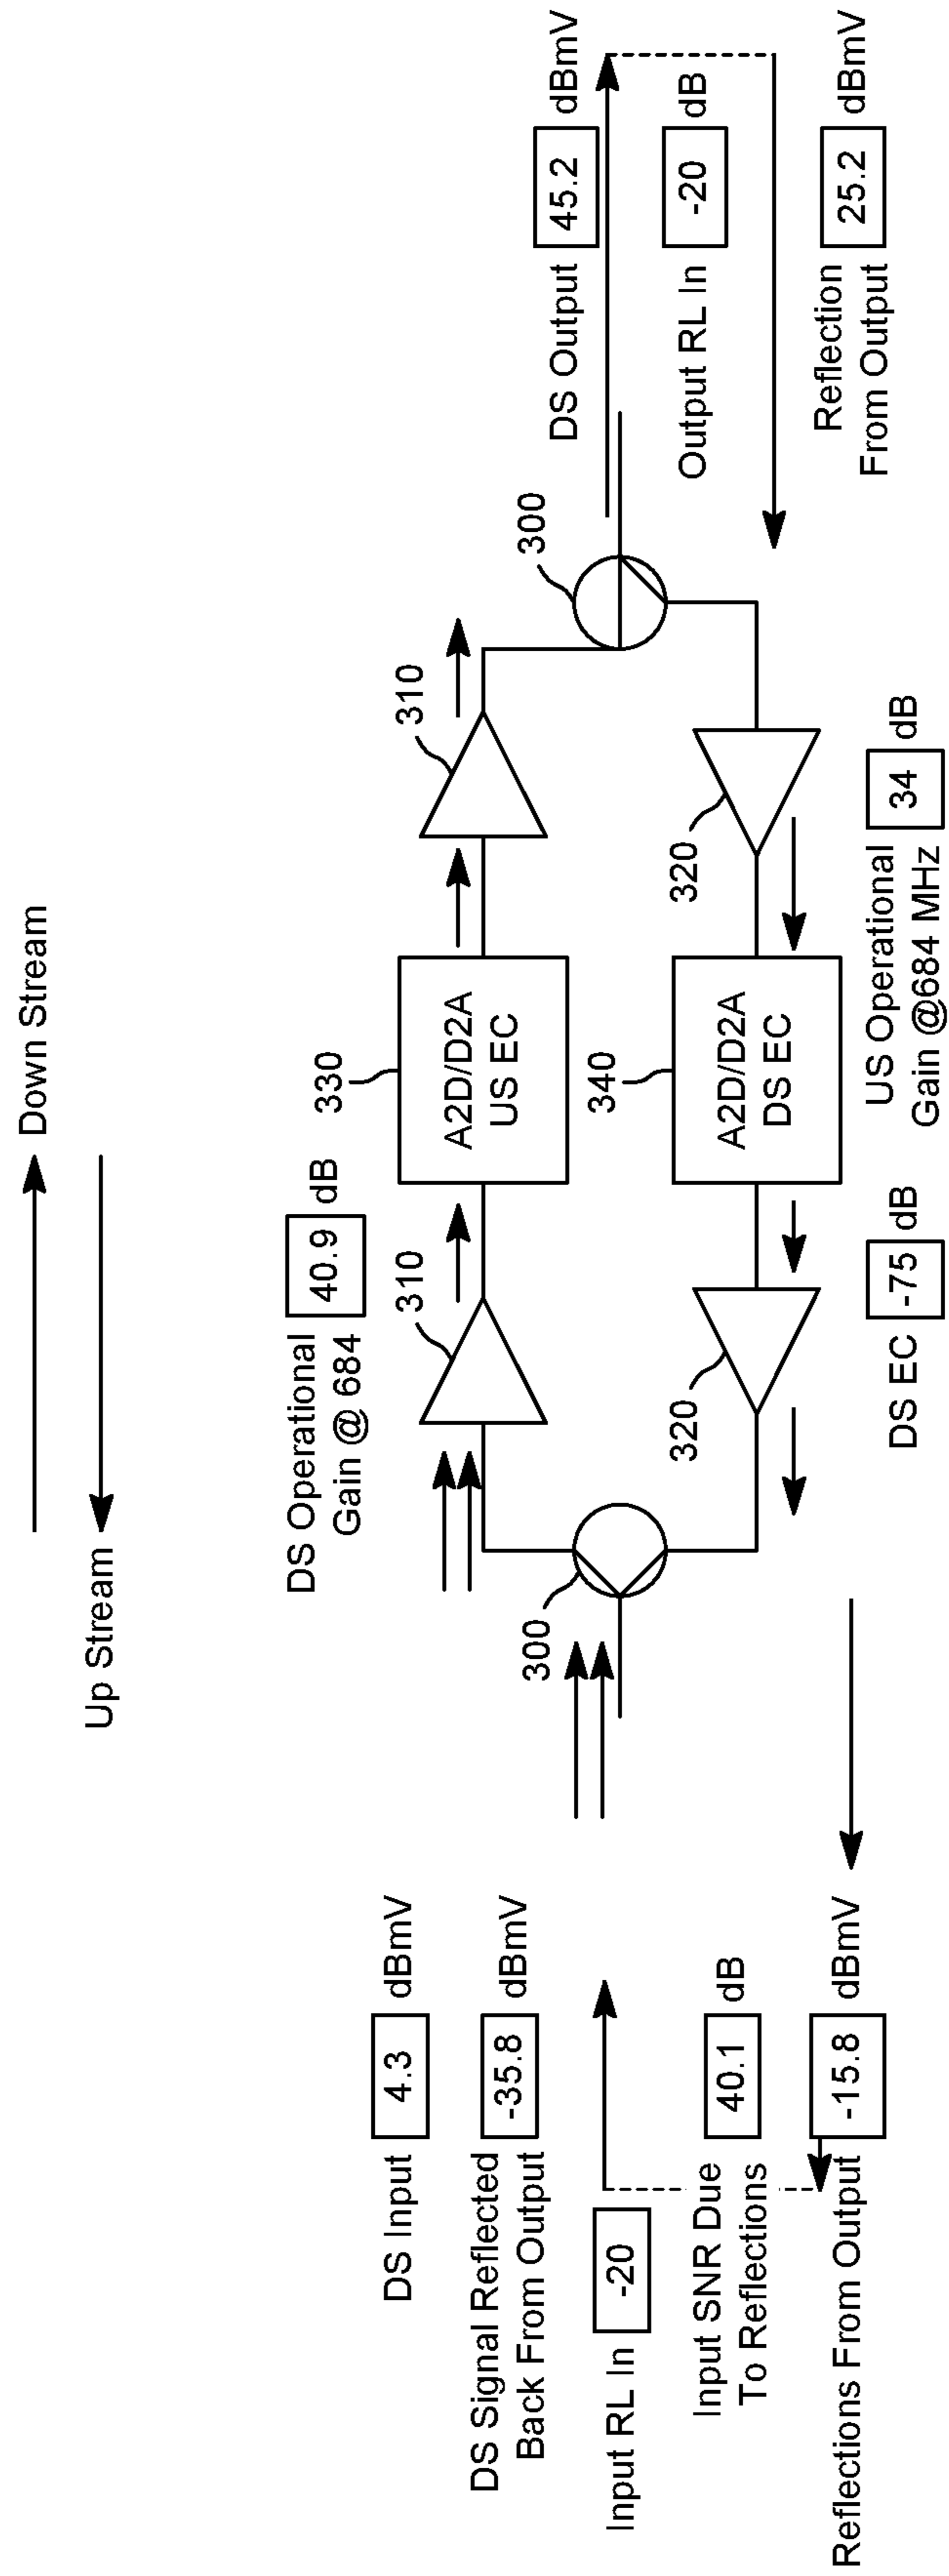 Down Stream
Up Stream
DS Input 4.3 dBmV
DS Signal Reflected
Back From Output -35.8 dBmV
Input RL In -20
Input SNR Due
To Reflections 40.1 dB
Reflections From Output -15.8 dBmV
300
DS Operational
Gain @ 684 40.9 dB
310
330
A2D/D2A
US EC
310
300
320
340
A2D/D2A
DS EC
320
DS EC -75 dB
US Operational
Gain @684 MHz 34 dB
DS Output 45.2 dBmV
Output RL In -20 dB
Reflection
From Output 25.2 dBmV